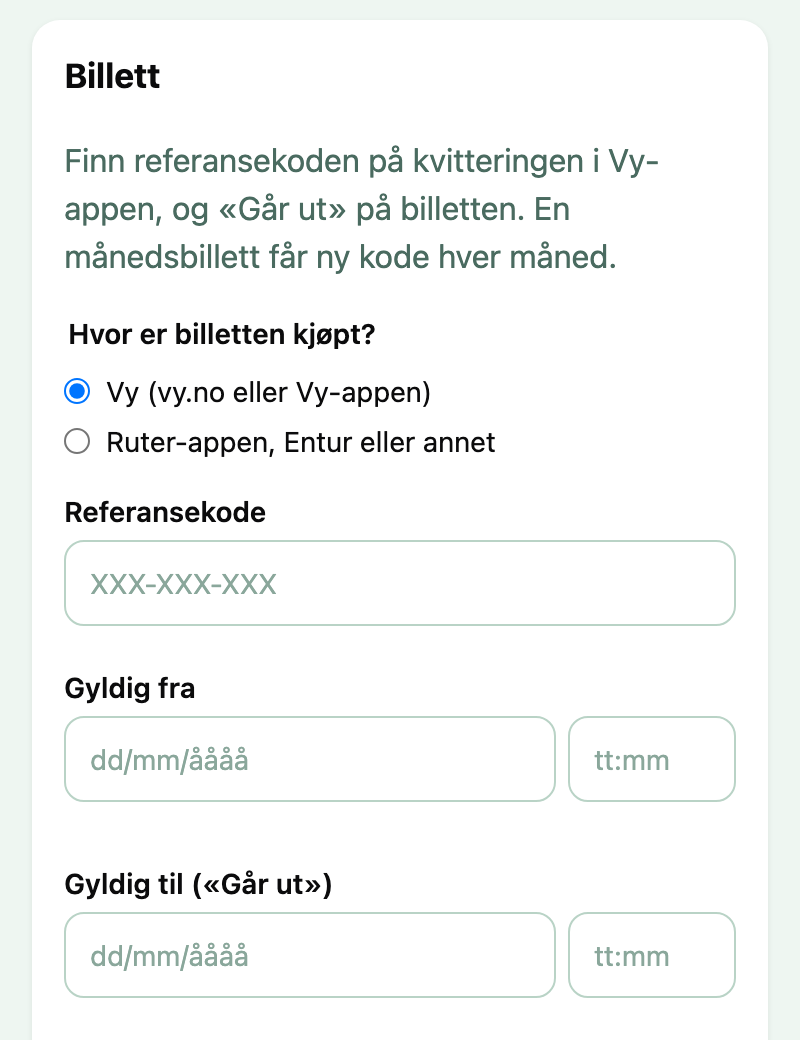 Billett
Finn referansekoden på kvitteringen i Vy-
appen, og «Går ut» på billetten. En
månedsbillett får ny kode hver måned.
Hvor er billetten kjøpt?
Vy (vy.no eller Vy-appen)
Ruter-appen, Entur eller annet
Referansekode
XXX-XXX-XXX
Gyldig fra
dd/mm/åååå tt:mm
Gyldig til («Går ut»)
dd/mm/åååå tt:mm